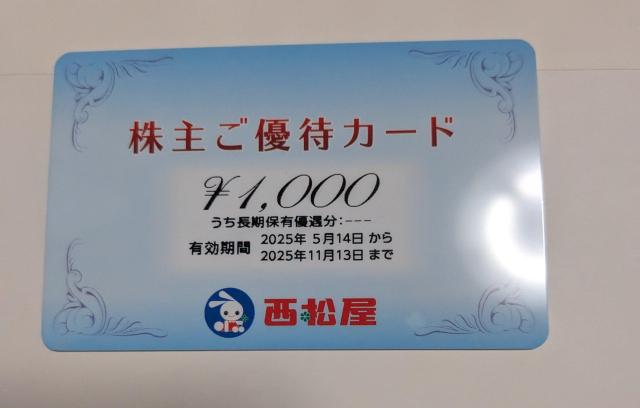 株主ご優待カード
¥1,000
うち長期保有優遇分:---
有効期間 2025年 5月14日 から
2025年11月13日 まで
西松屋